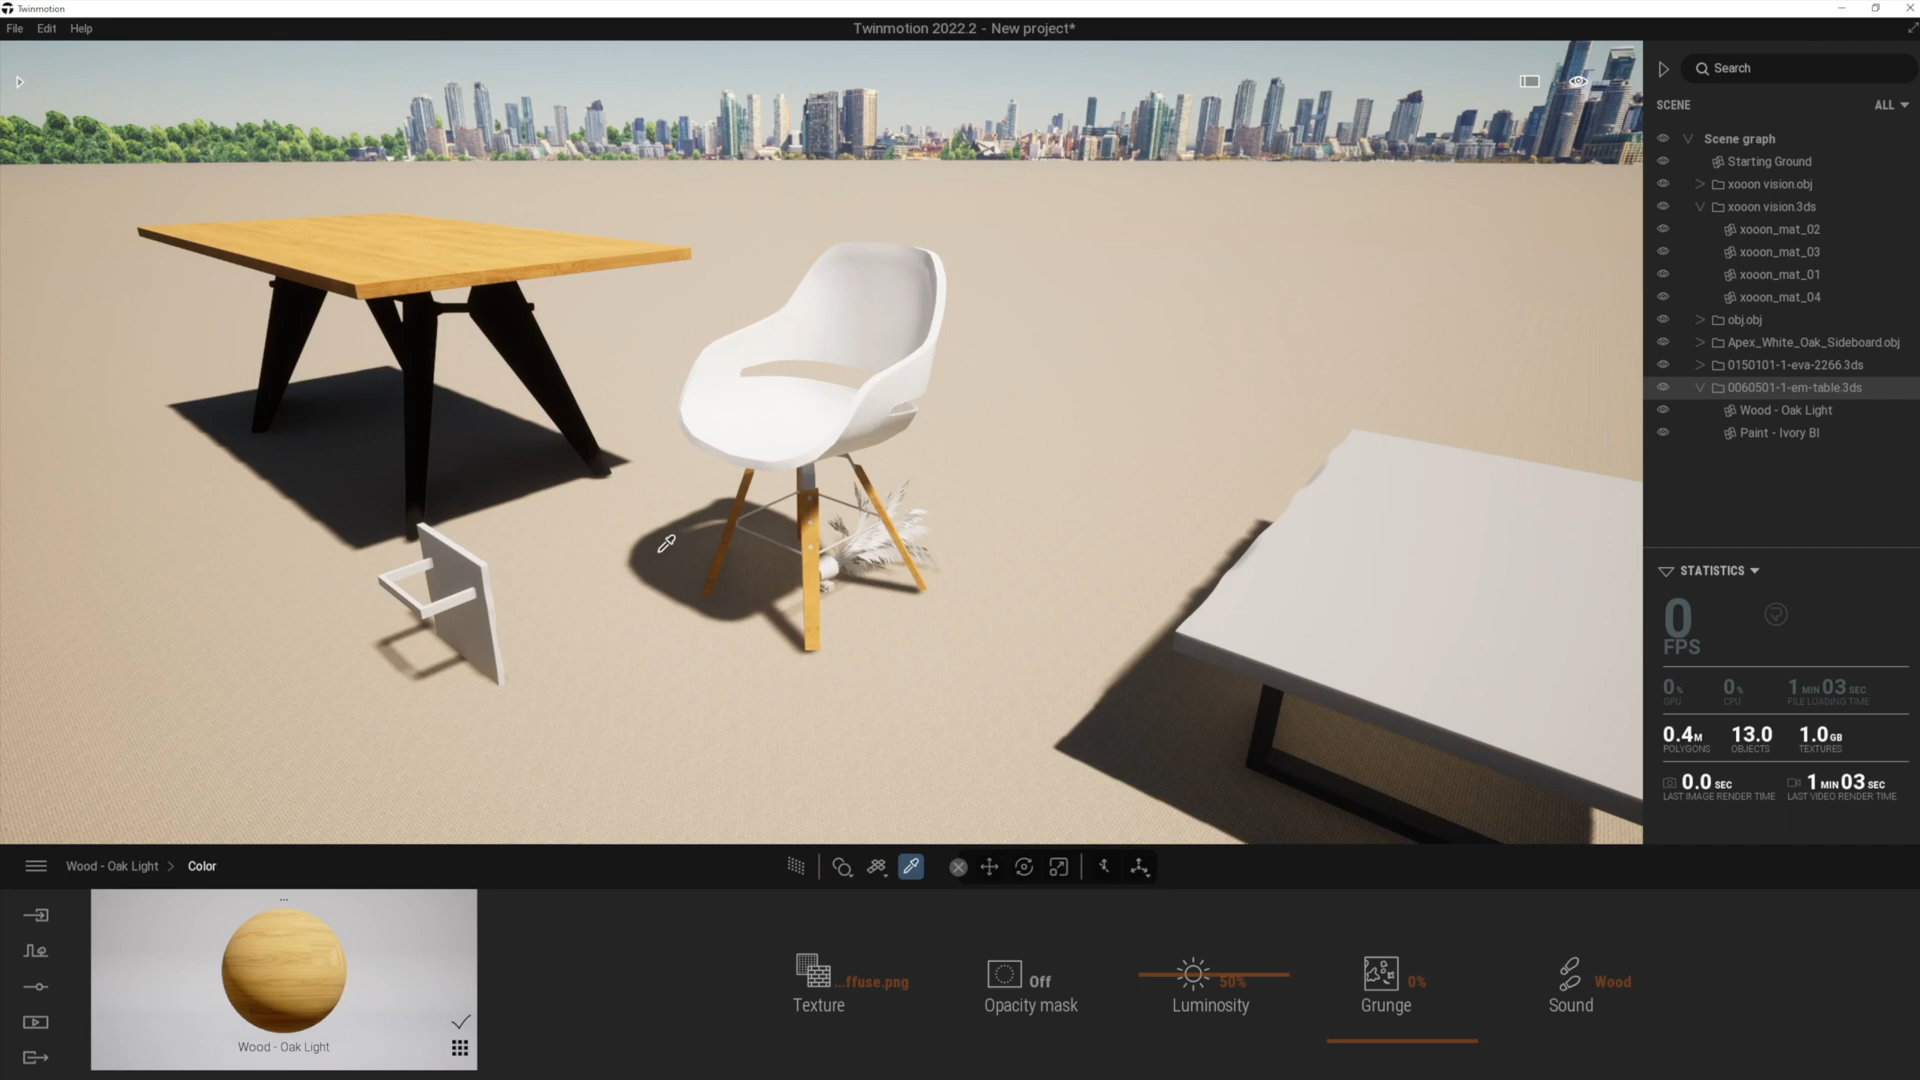 Twinmotion
File Edit Help
Twinmotion 2022.2 - New project*
Search
SCENE
ALL
Scene graph
Starting Ground
xooon vision.obj
xooon vision.3ds
xooon_mat_02
xooon_mat_03
xooon_mat_01
xooon_mat_04
obj.obj
Apex_White_Oak_Sideboard.obj
0150101-1-eva-2266.3ds
0060501-1-em-table.3ds
Wood - Oak Light
Paint - Ivory Bl
STATISTICS
0
FPS
0% 0% 1 MIN 03 SEC
GPU CPU FILE LOADING TIME
0.4M 13.0 1.0GB
POLYGONS OBJECTS TEXTURES
0.0 SEC 1 MIN 03 SEC
LAST IMAGE RENDER TIME LAST VIDEO RENDER TIME
Wood - Oak Light > Color
...
Wood - Oak Light
...ffuse.png
Texture
Off
Opacity mask
50%
Luminosity
0%
Grunge
Wood
Sound